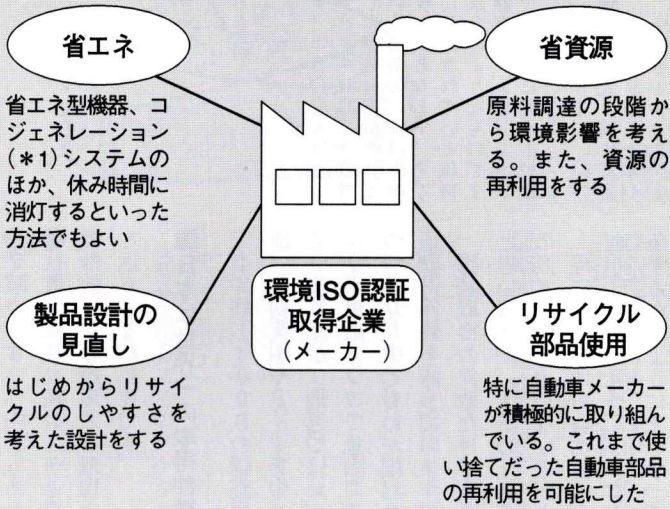 省エネ
省エネ型機器、コ
ジェネレーション
(*1)システムの
ほか、休み時間に
消灯するといった
方法でもよい
省資源
原料調達の段階か
ら環境影響を考え
る。また、資源の
再利用をする
環境ISO認証
取得企業
(メーカー)
製品設計の
見直し
はじめからリサイ
クルのしやすさを
考えた設計をする
リサイクル
部品使用
特に自動車メーカー
が積極的に取り組ん
でいる。これまで使
い捨てだった自動車部品
の再利用を可能にした